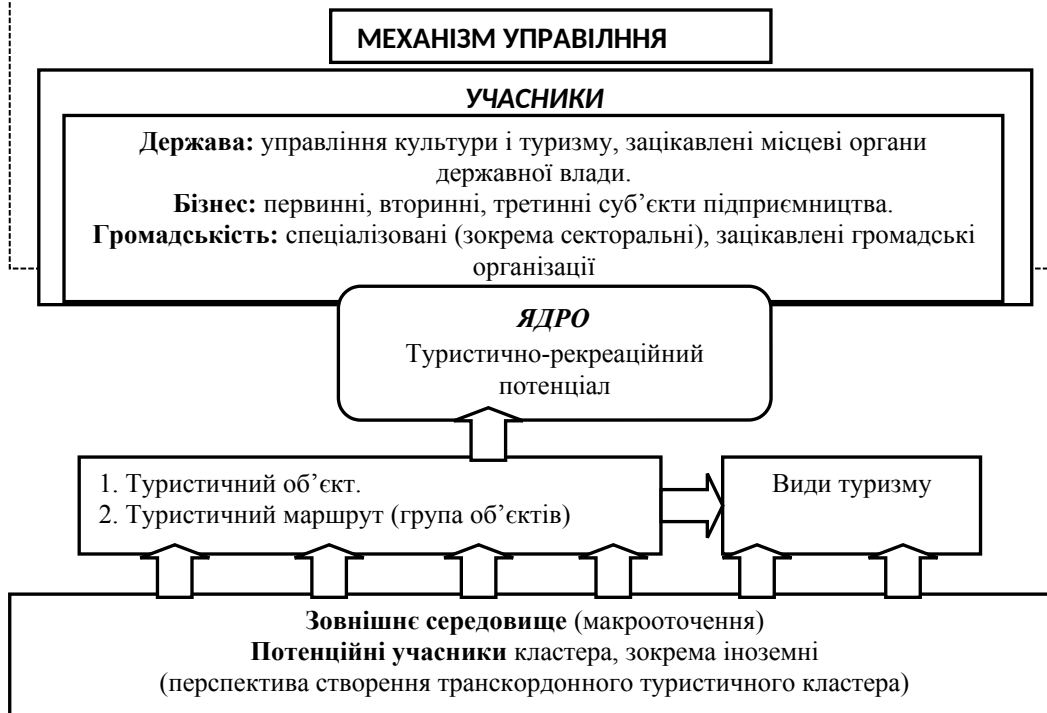 МЕХАНІЗМ УПРАВІЛННЯ
УЧАСНИКИ
Держава: управління культури і туризму, зацікавлені місцеві органи
державної влади.
Бізнес: первинні, вторинні, третинні суб’єкти підприємництва.
Громадськість: спеціалізовані (зокрема секторальні), зацікавлені громадські
організації
ЯДРО
Туристично-рекреаційний
потенціал
1. Туристичний об’єкт.
2. Туристичний маршрут (група об’єктів)
Види туризму
Зовнішнє середовище (макрооточення)
Потенційні учасники кластера, зокрема іноземні
(перспектива створення транскордонного туристичного кластера)